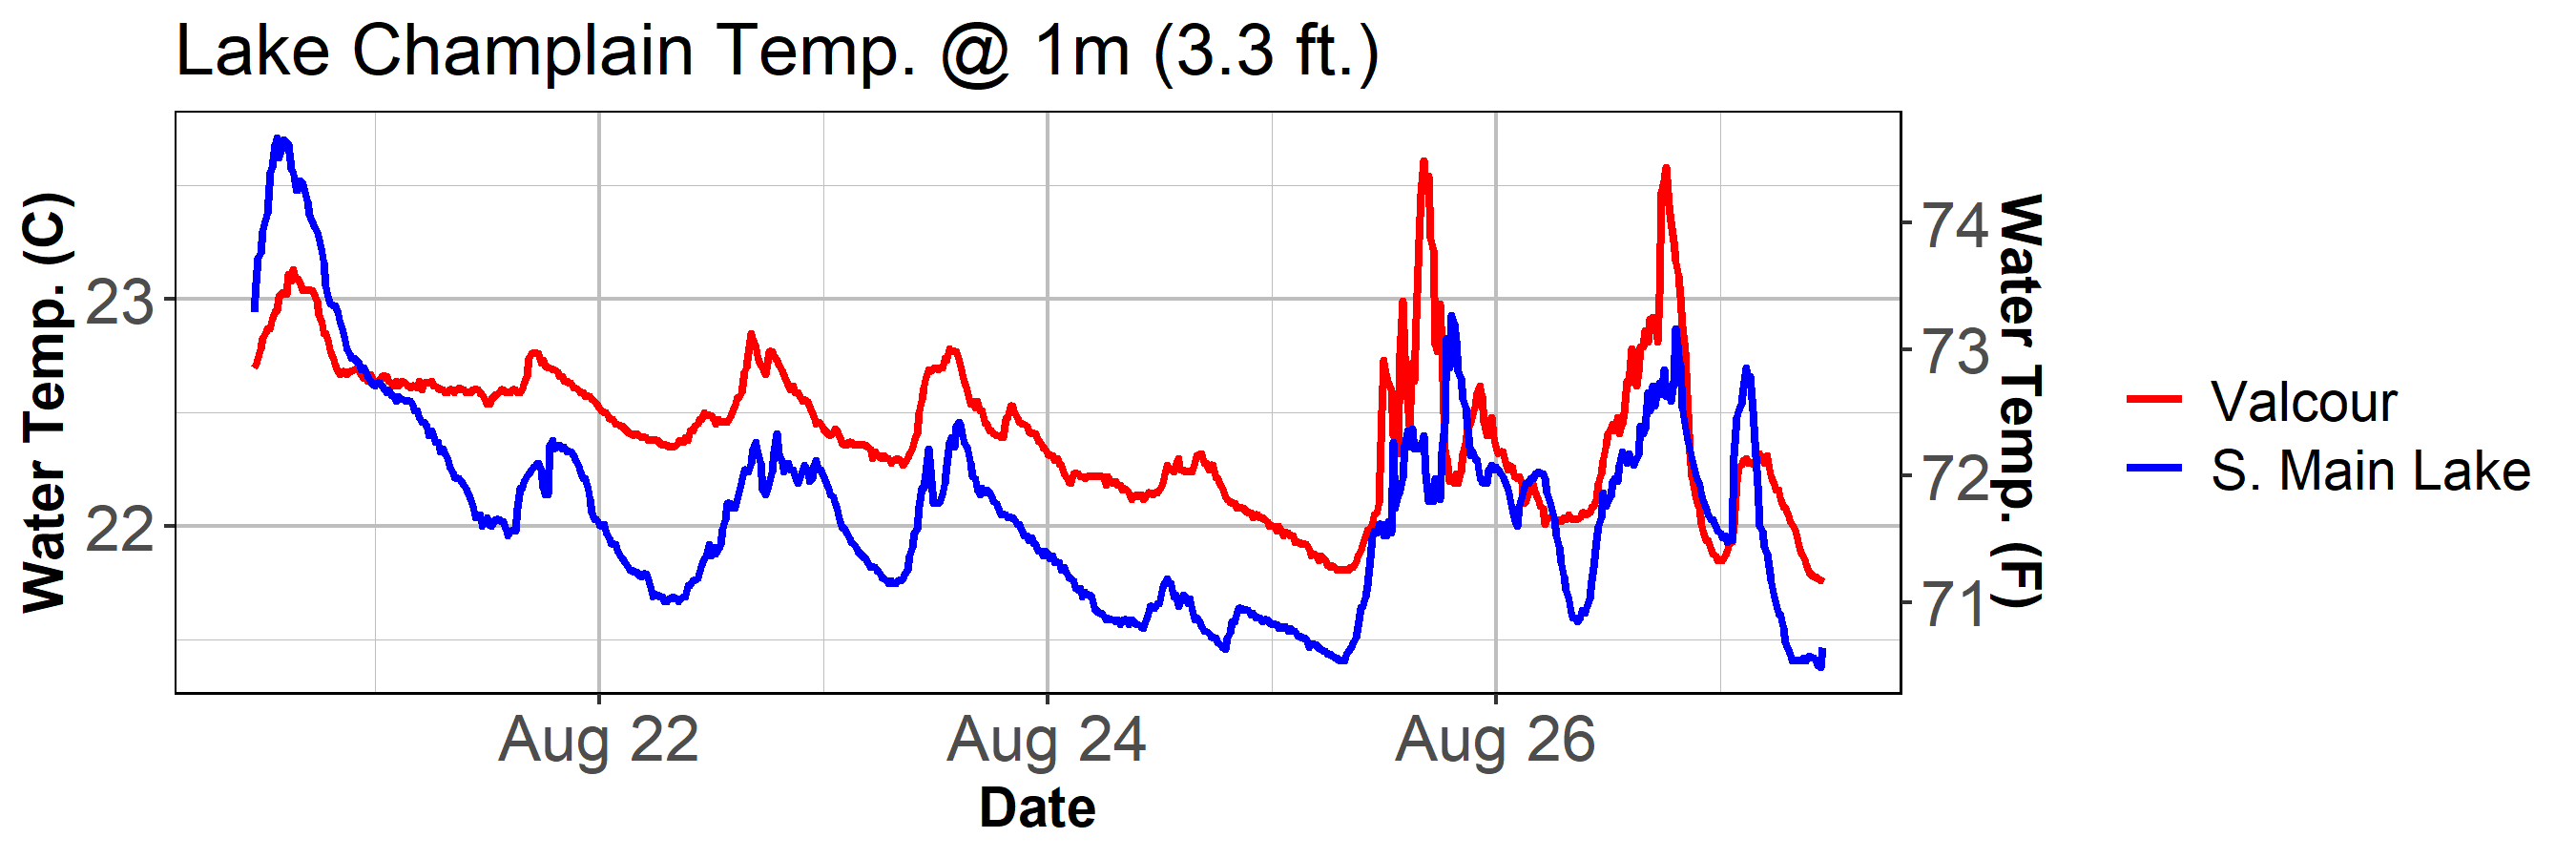 Lake Champlain Temp. @ 1m (3.3 ft.)
Water Temp. (C)
23
22
74
73
72
71
Water Temp. (F)
Valcour
S. Main Lake
Aug 22
Aug 24
Aug 26
Date